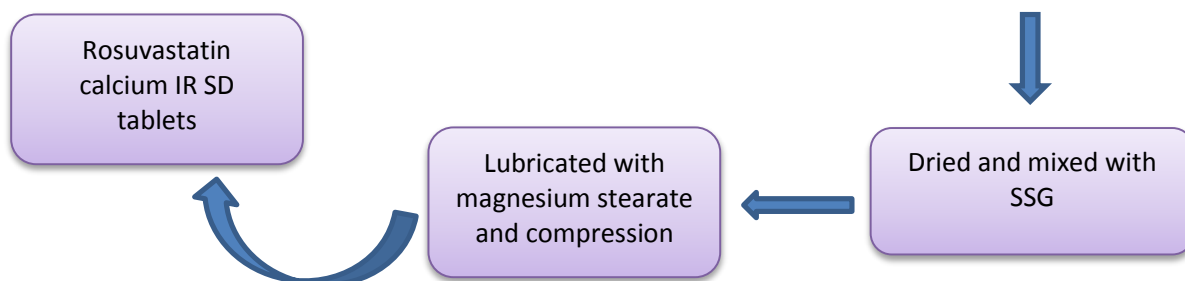 Rosuvastatin
calcium IR SD
tablets
Lubricated with
magnesium stearate
and compression
Dried and mixed with
SSG